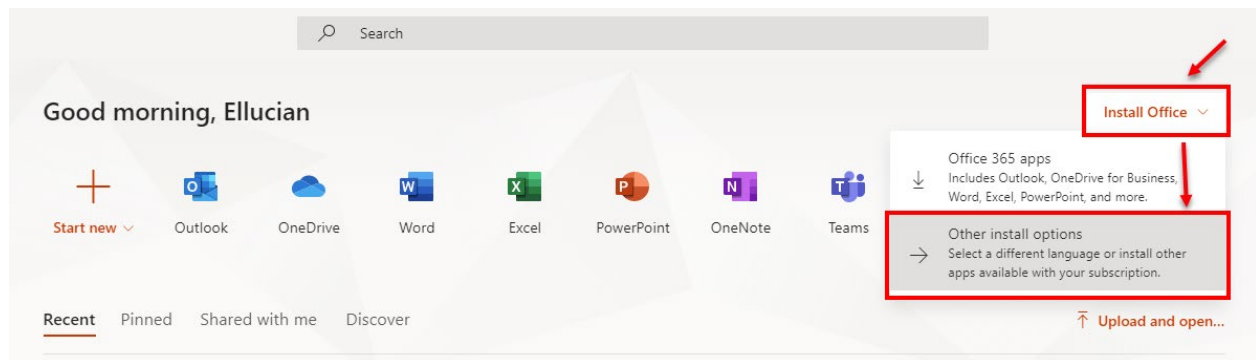 Search
Good morning, Ellucian
Install Office
Office 365 apps
Includes Outlook, OneDrive for Business,
Word, Excel, PowerPoint, and more.
Start new
Outlook
OneDrive
Word
Excel
PowerPoint
OneNote
Teams
Other install options
Select a different language or install other
apps available with your subscription.
Recent Pinned Shared with me Discover
Upload and open...